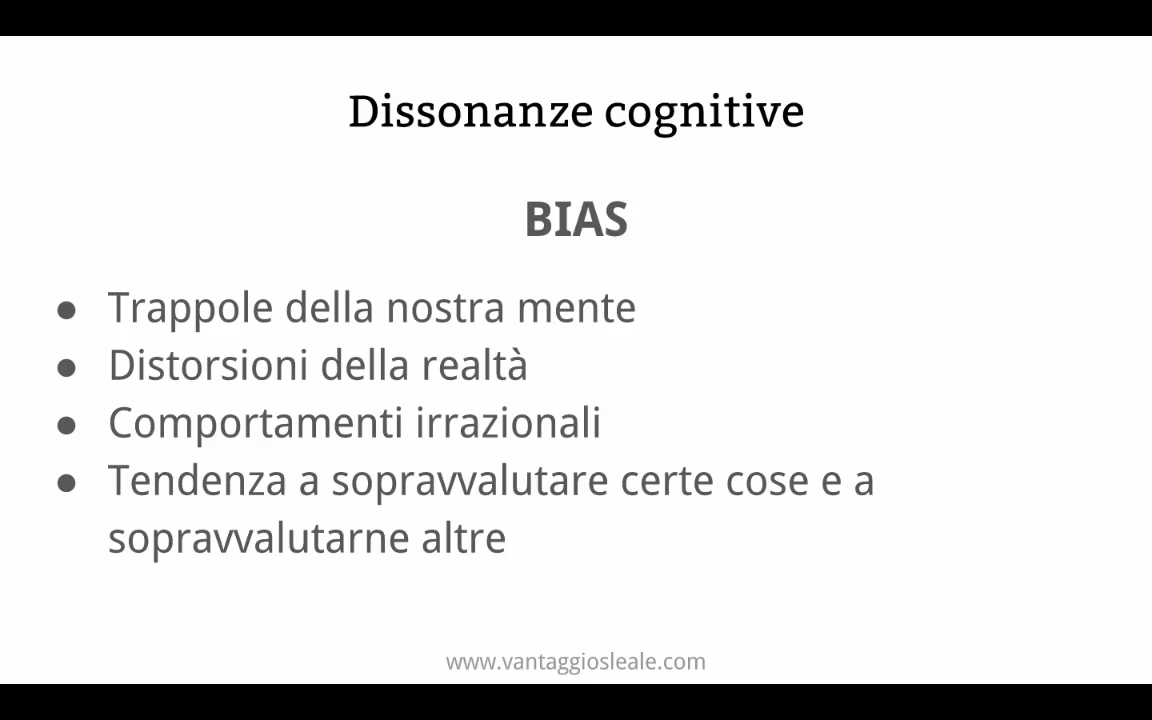 Dissonanze cognitive
BIAS
● Trappole della nostra mente
● Distorsioni della realtà
● Comportamenti irrazionali
● Tendenza a sopravvalutare certe cose e a
sopravvalutarne altre
www.vantaggiosleale.com